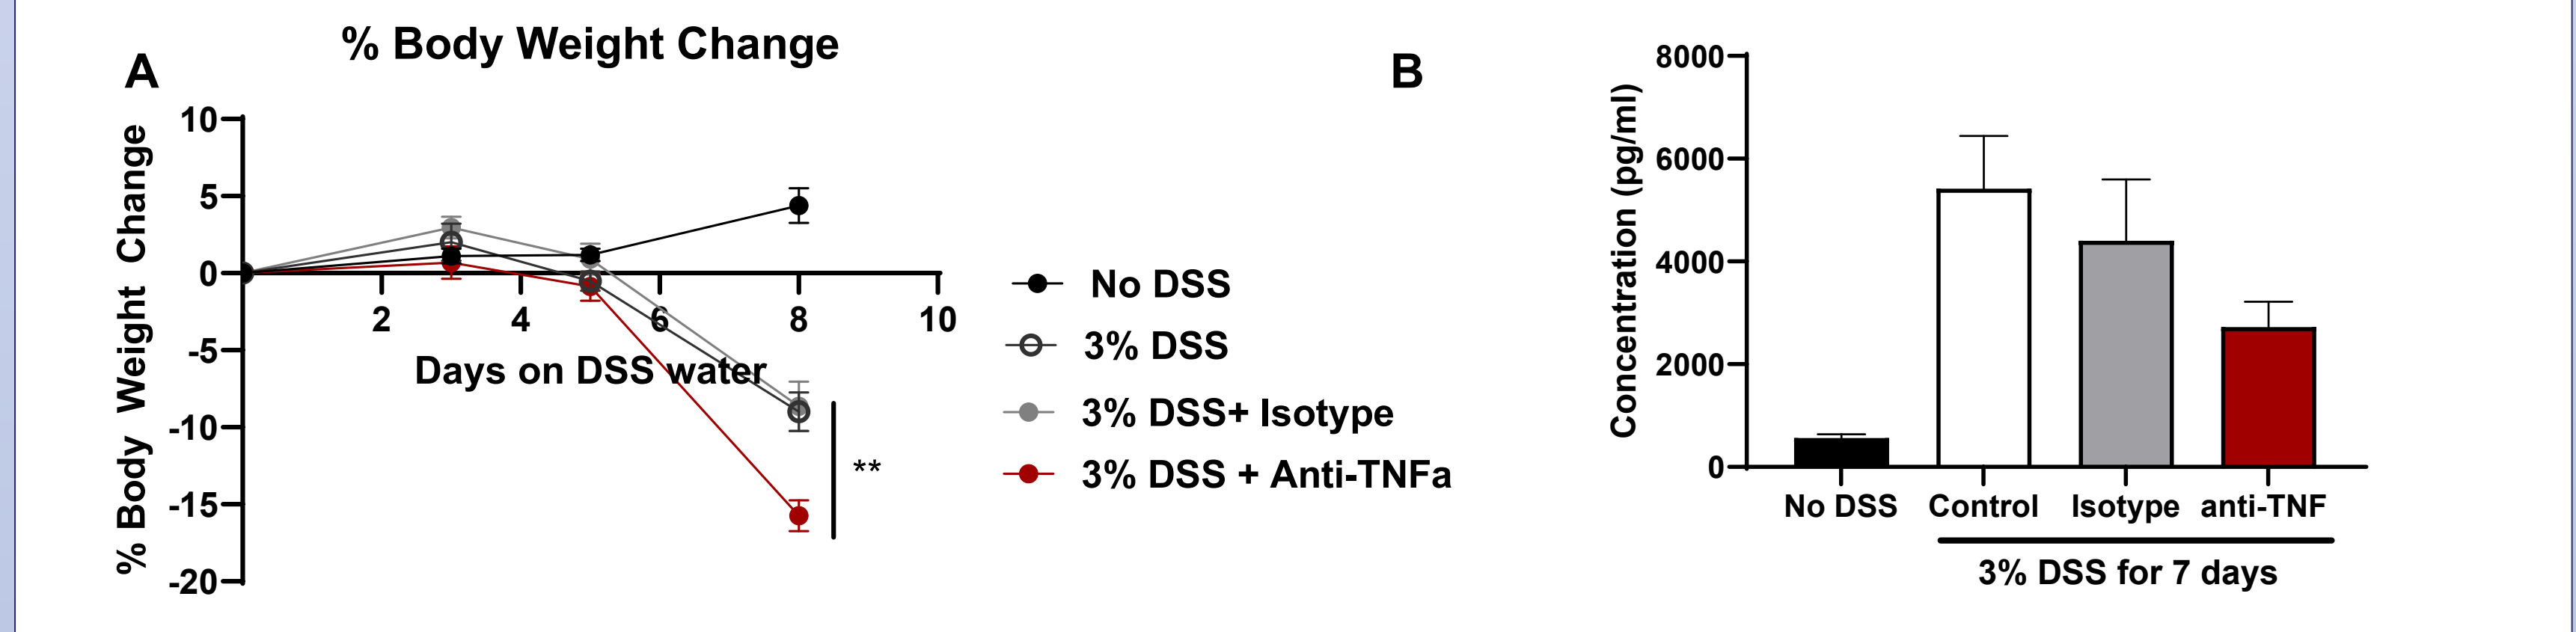 A
% Body Weight Change
% Body Weight Change
10
5
0
-5
-10
-15
-20
2
4
6
8
10
Days on DSS water
**
No DSS
3% DSS
3% DSS+ Isotype
3% DSS + Anti-TNFa
B
Concentration (pg/ml)
8000
6000
4000
2000
0
No DSS
Control
Isotype
anti-TNF
3% DSS for 7 days